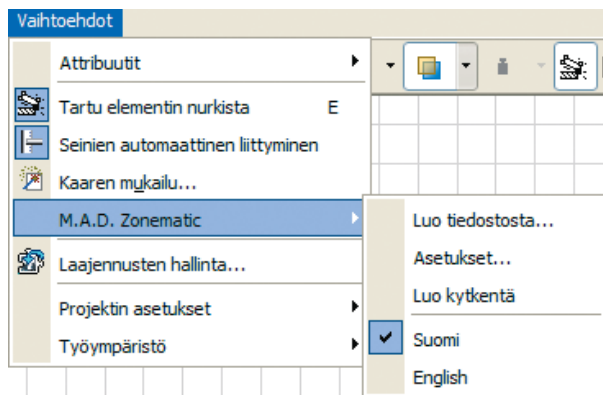 Vaihtoehdot
Attribuutit
Tartu elementin nurkista E
Seinien automaattinen liittyminen
Kaaren mukailu...
M.A.D. Zonematic
Laajennusten hallinta...
Projektin asetukset
Työympäristö
Luo tiedostosta...
Asetukset...
Luo kytkentä
Suomi
English